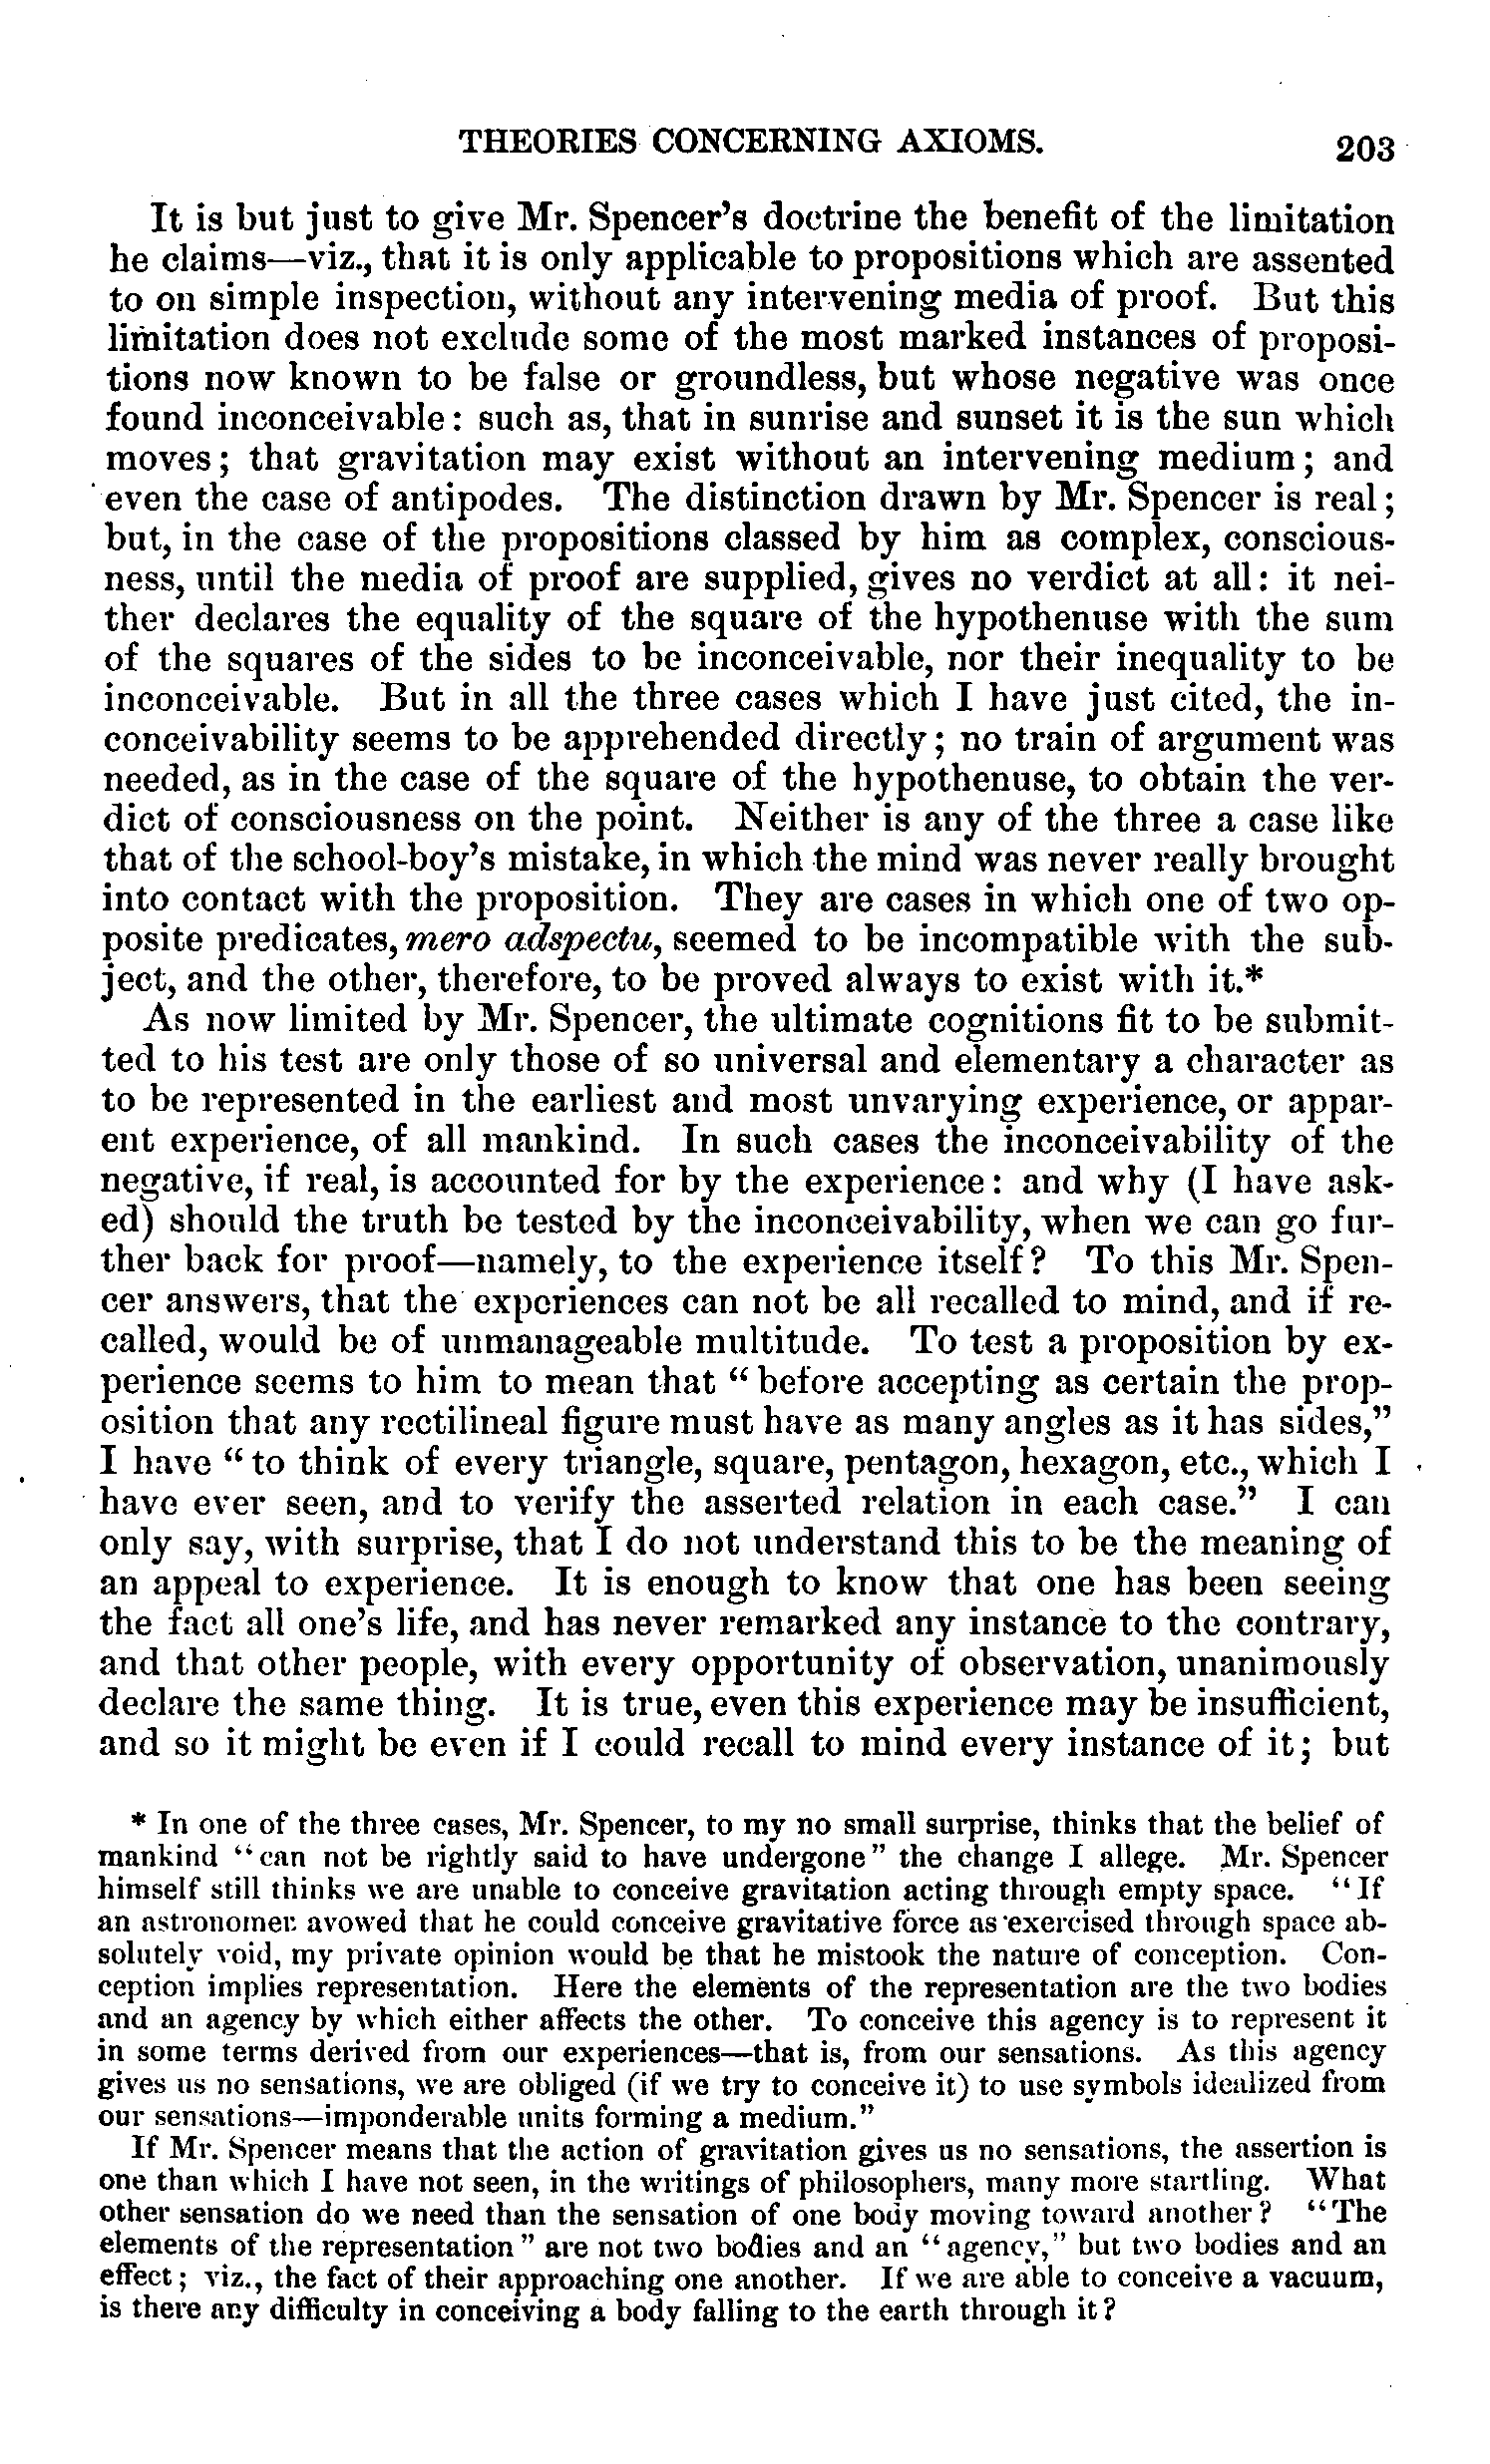 THEORIES CONCERNING AXIOMS. 203
It is but just to give Mr. Spencer's doctrine the benefit of the limitation
he claims—viz., that it is only applicable to propositions which are assented
to on simple inspection, without any intervening media of proof. But this
limitation does not exclude some of the most marked instances of proposi-
tions now known to be false or groundless, but whose negative was once
found inconceivable: such as, that in sunrise and sunset it is the sun which
moves; that gravitation may exist without an intervening medium; and
even the case of antipodes. The distinction drawn by Mr. Spencer is real;
but, in the case of the propositions classed by him as complex, conscious-
ness, until the media of proof are supplied, gives no verdict at all: it nei-
ther declares the equality of the square of the hypothenuse with the sum
of the squares of the sides to be inconceivable, nor their inequality to be
inconceivable. But in all the three cases which I have just cited, the in-
conceivability seems to be apprehended directly; no train of argument was
needed, as in the case of the square of the hypothenuse, to obtain the ver-
dict of consciousness on the point. Neither is any of the three a case like
that of the school-boy's mistake, in which the mind was never really brought
into contact with the proposition. They are cases in which one of two op-
posite predicates, mero adspectu, seemed to be incompatible with the sub-
ject, and the other, therefore, to be proved always to exist with it.*
As now limited by Mr. Spencer, the ultimate cognitions fit to be submit-
ted to his test are only those of so universal and elementary a character as
to be represented in the earliest and most unvarying experience, or appar-
ent experience, of all mankind. In such cases the inconceivability of the
negative, if real, is accounted for by the experience: and why (I have ask-
ed) should the truth be tested by the inconceivability, when we can go fur-
ther back for proof—namely, to the experience itself? To this Mr. Spen-
cer answers, that the experiences can not be all recalled to mind, and if re-
called, would be of unmanageable multitude. To test a proposition by ex-
perience seems to him to mean that "before accepting as certain the prop-
osition that any rectilineal figure must have as many angles as it has sides,"
I have "to think of every triangle, square, pentagon, hexagon, etc., which I
have ever seen, and to verify the asserted relation in each case." I can
only say, with surprise, that I do not understand this to be the meaning of
an appeal to experience. It is enough to know that one has been seeing
the fact all one's life, and has never remarked any instance to the contrary,
and that other people, with every opportunity of observation, unanimously
declare the same thing. It is true, even this experience may be insufficient,
and so it might be even if I could recall to mind every instance of it; but
* In one of the three cases, Mr. Spencer, to my no small surprise, thinks that the belief of
mankind "can not be rightly said to have undergone" the change I allege. Mr. Spencer
himself still thinks we are unable to conceive gravitation acting through empty space. "If
an astronomer avowed that he could conceive gravitative force as exercised through space ab-
solutely void, my private opinion would be that he mistook the nature of conception. Con-
ception implies representation. Here the elements of the representation are the two bodies
and an agency by which either affects the other. To conceive this agency is to represent it
in some terms derived from our experiences—that is, from our sensations. As this agency
gives us no sensations, we are obliged (if we try to conceive it) to use symbols idealized from
our sensations—imponderable units forming a medium."
If Mr. Spencer means that the action of gravitation gives us no sensations, the assertion is
one than which I have not seen, in the writings of philosophers, many more startling. What
other sensation do we need than the sensation of one body moving toward another? "The
elements of the representation" are not two bodies and an "agency," but two bodies and an
effect; viz., the fact of their approaching one another. If we are able to conceive a vacuum,
is there any difficulty in conceiving a body falling to the earth through it?